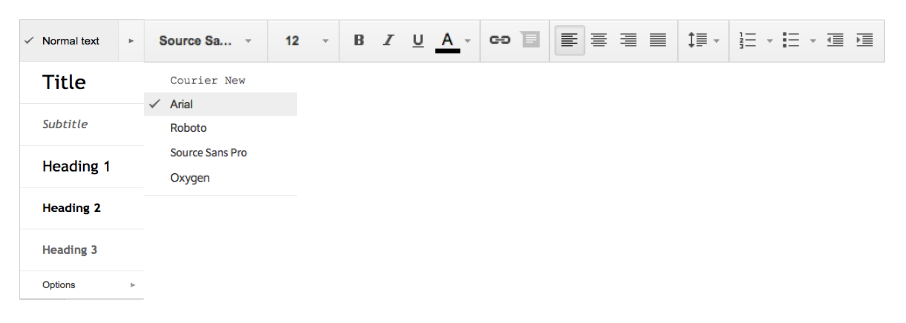 Normal text
Source Sa...
12
B
I
U
A
Title
Subtitle
Heading 1
Heading 2
Heading 3
Options
Courier New
Arial
Roboto
Source Sans Pro
Oxygen